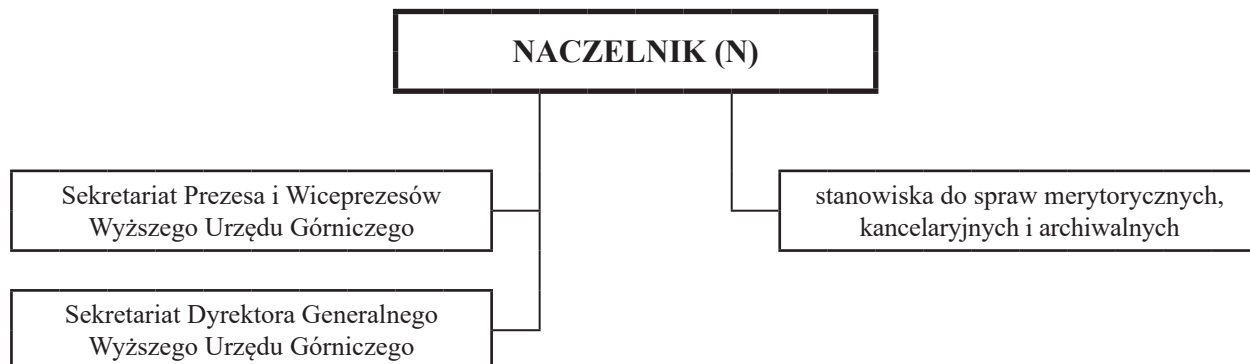 NACZELNIK (N)
Sekretariat Prezesa i Wiceprezesów
Wyższego Urzędu Górniczego
stanowiska do spraw merytorycznych,
kancelaryjnych i archiwalnych
Sekretariat Dyrektora Generalnego
Wyższego Urzędu Górniczego